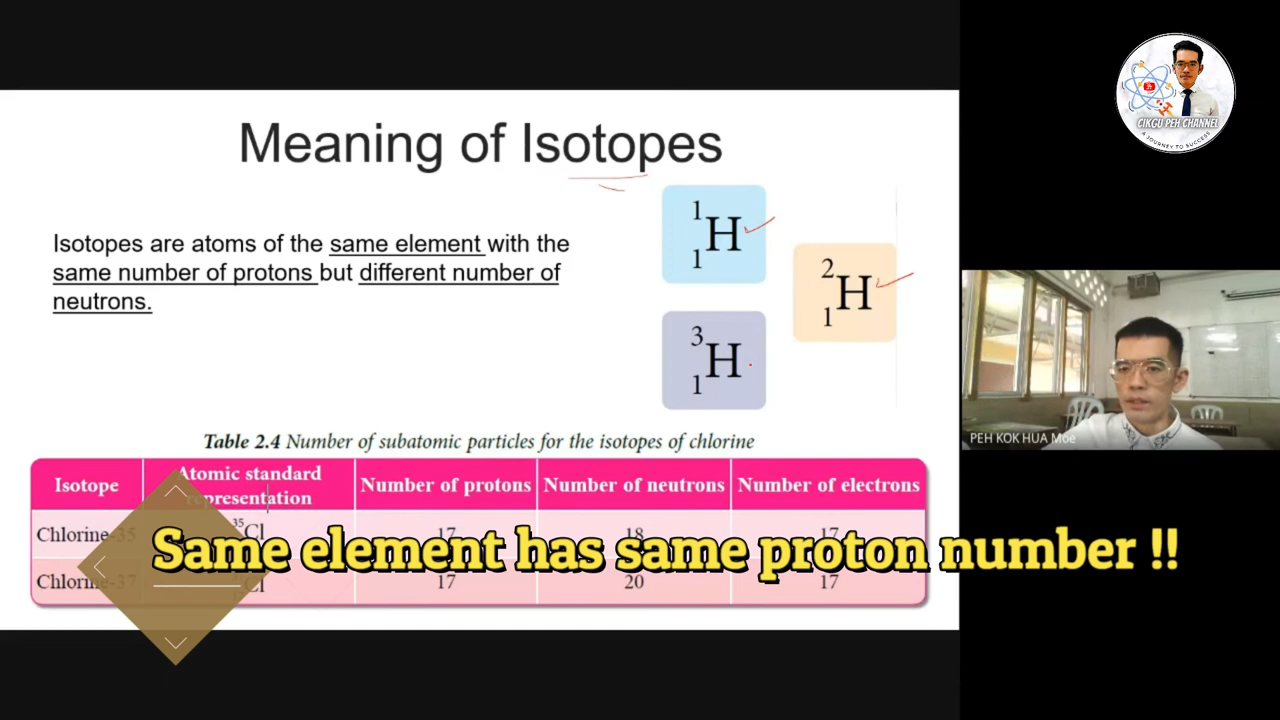 Meaning of Isotopes
Isotopes are atoms of the same element with the
same number of protons but different number of
neutrons.
1
1 H
2
1 H
3
1 H
Table 2.4 Number of subatomic particles for the isotopes of chlorine
Isotope Atomic standard representation Number of protons Number of neutrons Number of electrons
Chlorine-35 35 Cl 17 18 17
Chlorine-37 Cl 17 20 17
Same element has same proton number !!
CIKGU PEH CHANNEL
A JOURNEY TO SUCCESS
PEH KOK HUA Moe